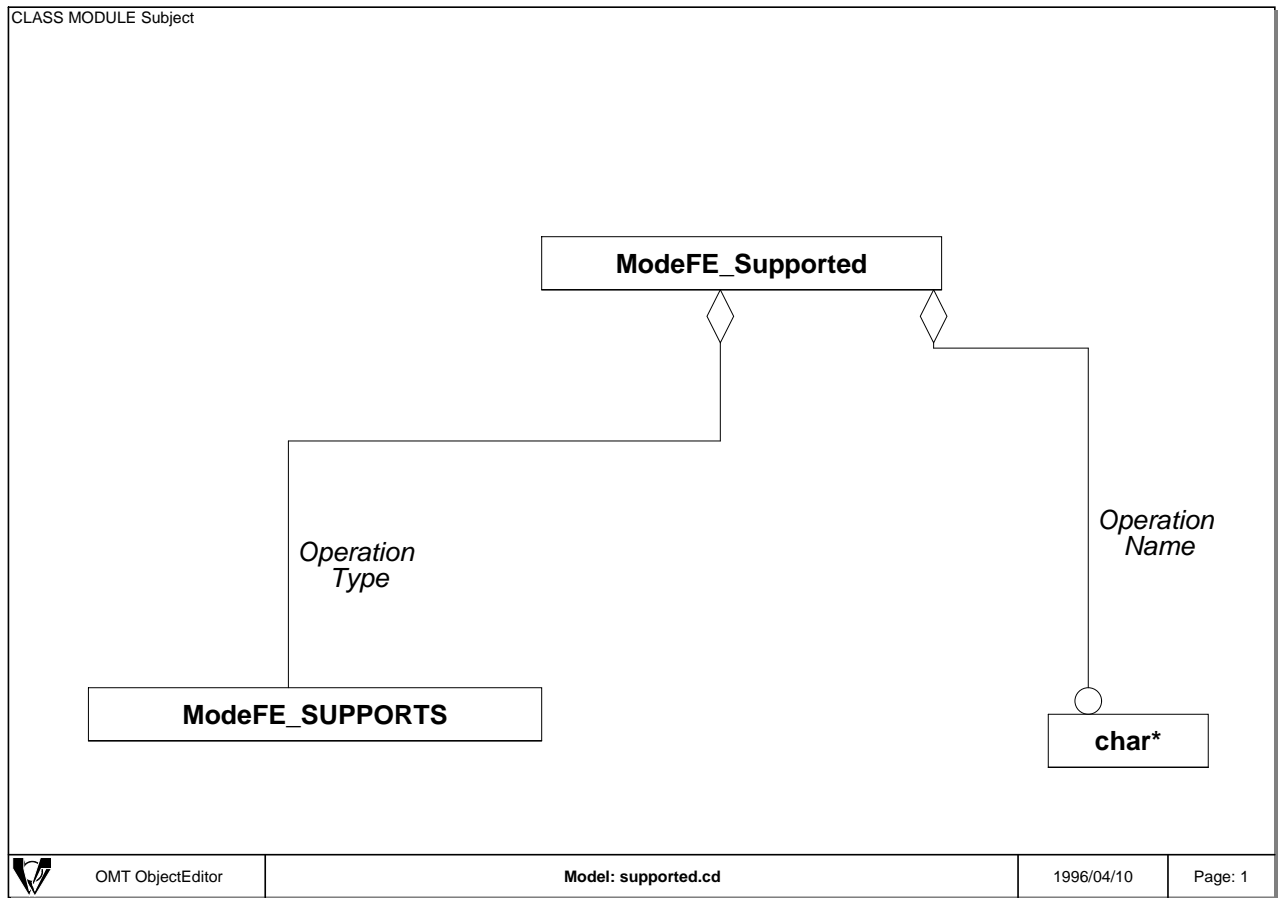 CLASS MODULE Subject
ModeFE_Supported
Operation
Name
Operation
Type
ModeFE_SUPPORTS
char*
OMT ObjectEditor
Model: supported.cd
1996/04/10
Page: 1